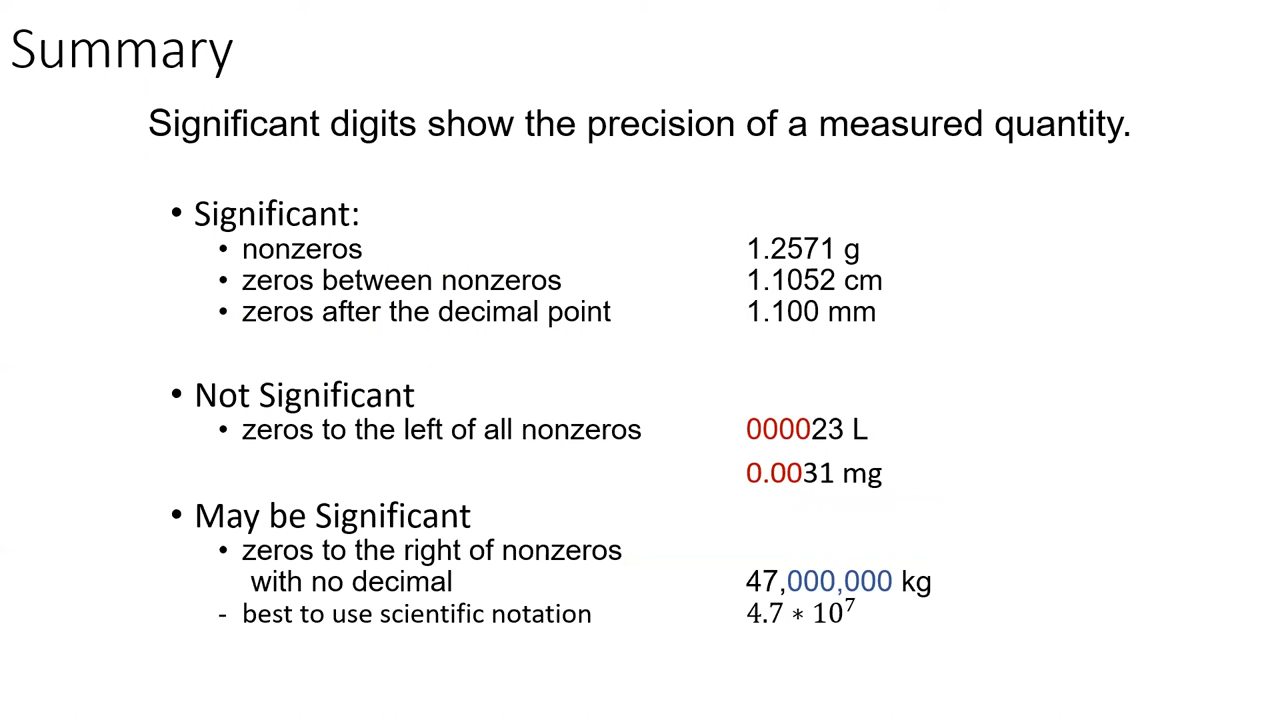 Summary
Significant digits show the precision of a measured quantity.
• Significant:
• nonzeros 1.2571 g
• zeros between nonzeros 1.1052 cm
• zeros after the decimal point 1.100 mm
• Not Significant
• zeros to the left of all nonzeros 000023 L
0.0031 mg
• May be Significant
• zeros to the right of nonzeros
with no decimal 47,000,000 kg
- best to use scientific notation 4.7 ∗ 10⁷